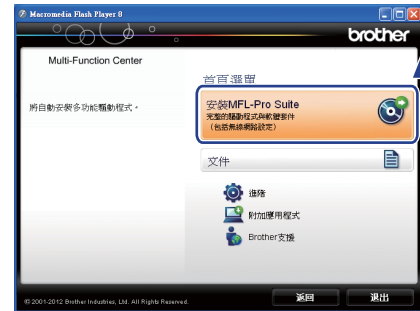 Macromedia Flash Player 8
brother
Multi-Function Center
首頁選單
將自動安裝多功能驅動程式。
安裝MFL-Pro Suite
完整的驅動程式與軟體套件
(包括無線網路設定)
文件
進階
附加應用程式
Brother支援
© 2001-2012 Brother Industries, Ltd. All Rights Reserved.
返回
退出